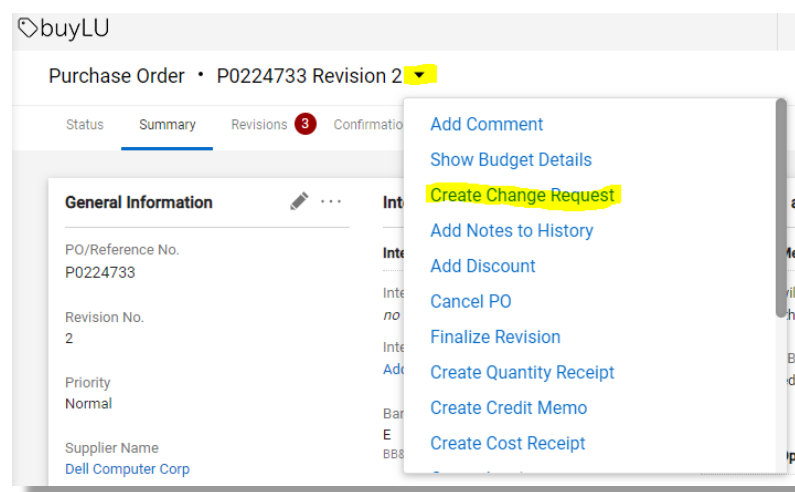 buyLU
Purchase Order • P0224733 Revision 2
Status Summary Revisions 3
General Information
PO/Reference No.
P0224733
Revision No.
2
Priority
Normal
Supplier Name
Dell Computer Corp
no
E
Add Comment
Show Budget Details
Create Change Request
Add Notes to History
Add Discount
Cancel PO
Finalize Revision
Create Quantity Receipt
Create Credit Memo
Create Cost Receipt